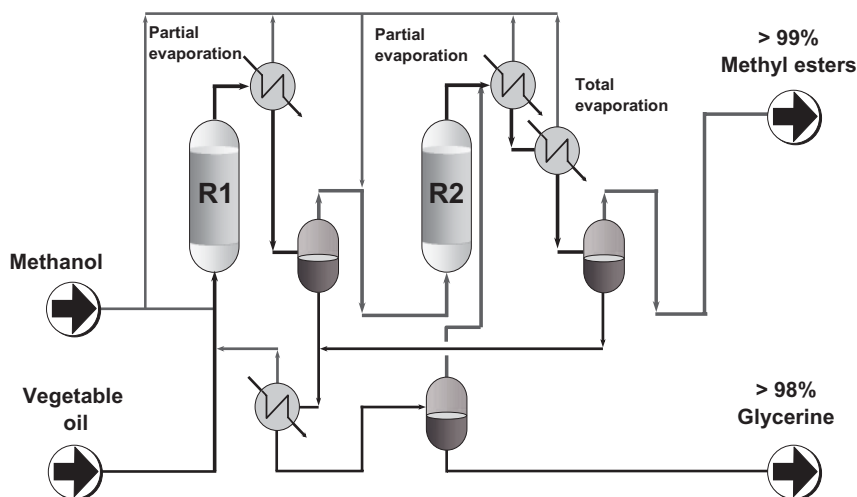 Partial
evaporation
Partial
evaporation
> 99%
Methyl esters
Total
evaporation
R1
R2
Methanol
Vegetable
oil
> 98%
Glycerine